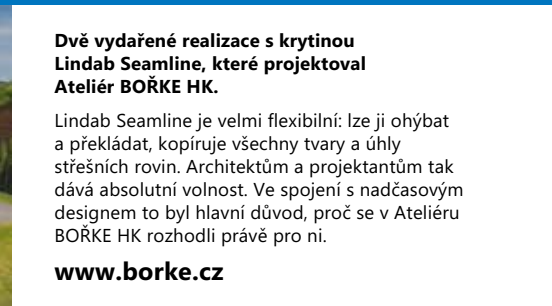 Dvě vydařené realizace s krytinou
Lindab Seamline, které projektoval
Ateliér BOŘKE HK.
Lindab Seamline je velmi flexibilní: lze ji ohýbat
a překládat, kopíruje všechny tvary a úhly
střešních rovin. Architektům a projektantům tak
dává absolutní volnost. Ve spojení s nadčasovým
designem to byl hlavní důvod, proč se v Ateliéru
BOŘKE HK rozhodli právě pro ni.
www.borke.cz